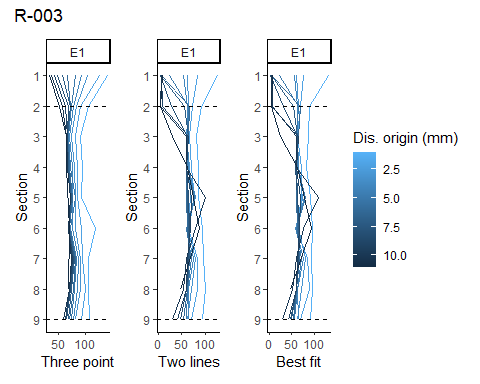 R-003
E1 E1 E1
Section 1 2 3 4 5 6 7 8 9
50 100
Three point
Section 1 2 3 4 5 6 7 8 9
0 50 100
Two lines
Section 1 2 3 4 5 6 7 8 9
0 50 100
Best fit
Dis. origin (mm)
2.5
5.0
7.5
10.0